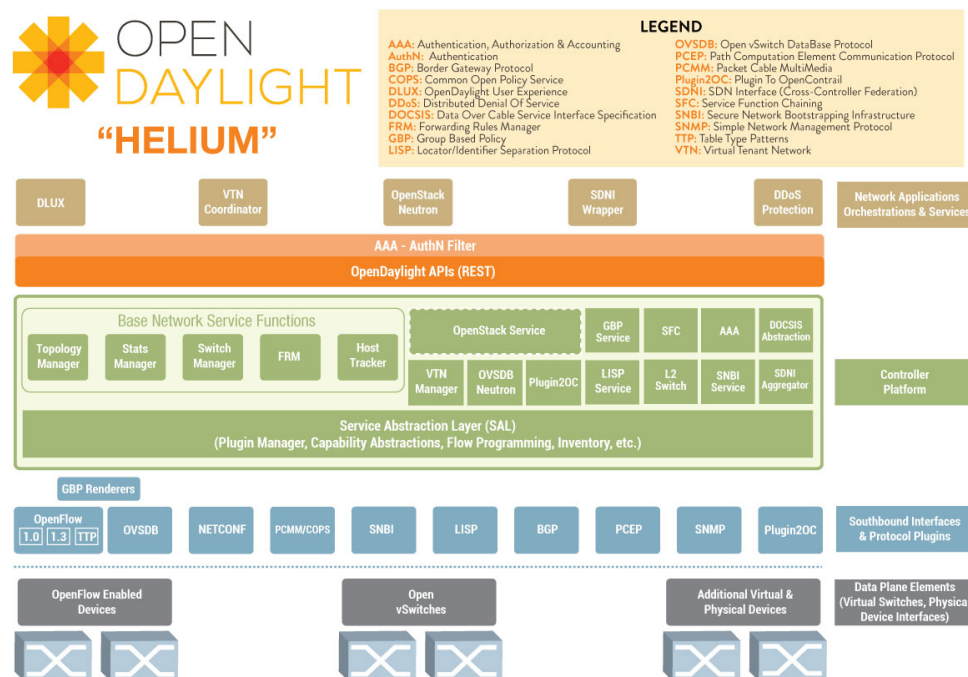 OPEN
DAYLIGHT
"HELIUM"
LEGEND
AAA: Authentication, Authorization & Accounting
AuthN: Authentication
BGP: Border Gateway Protocol
COPS: Common Open Policy Service
DLUX: OpenDaylight User Experience
DDoS: Distributed Denial Of Service
DOCSIS: Data Over Cable Service Interface Specification
FRM: Forwarding Rules Manager
GBP: Group Based Policy
LISP: Locator/Identifier Separation Protocol
OVSDB: Open vSwitch DataBase Protocol
PCEP: Path Computation Element Communication Protocol
PCMM: Packet Cable MultiMedia
Plugin2OC: Plugin To OpenContrail
SDNI: SDN Interface (Cross-Controller Federation)
SFC: Service Function Chaining
SNBI: Secure Network Bootstrapping Infrastructure
SNMP: Simple Network Management Protocol
TTP: Table Type Patterns
VTN: Virtual Tenant Network
DLUX
VTN
Coordinator
OpenStack
Neutron
SDNI
Wrapper
DDoS
Protection
Network Applications
Orchestrations & Services
AAA - AuthN Filter
OpenDaylight APIs (REST)
Base Network Service Functions
Topology
Manager
Stats
Manager
Switch
Manager
FRM
Host
Tracker
OpenStack Service
GBP
Service
SFC
AAA
DOCSIS
Abstraction
VTN
Manager
OVSDB
Neutron
Plugin2OC
LISP
Service
L2
Switch
SNBI
Service
SDNI
Aggregator
Controller
Platform
Service Abstraction Layer (SAL)
(Plugin Manager, Capability Abstractions, Flow Programming, Inventory, etc.)
GBP Renderers
OpenFlow
1.0 1.3 TTP
OVSDB
NETCONF
PCMM/COPS
SNBI
LISP
BGP
PCEP
SNMP
Plugin2OC
Southbound Interfaces
& Protocol Plugins
OpenFlow Enabled
Devices
Open
vSwitches
Additional Virtual &
Physical Devices
Data Plane Elements
(Virtual Switches, Physical
Device Interfaces)